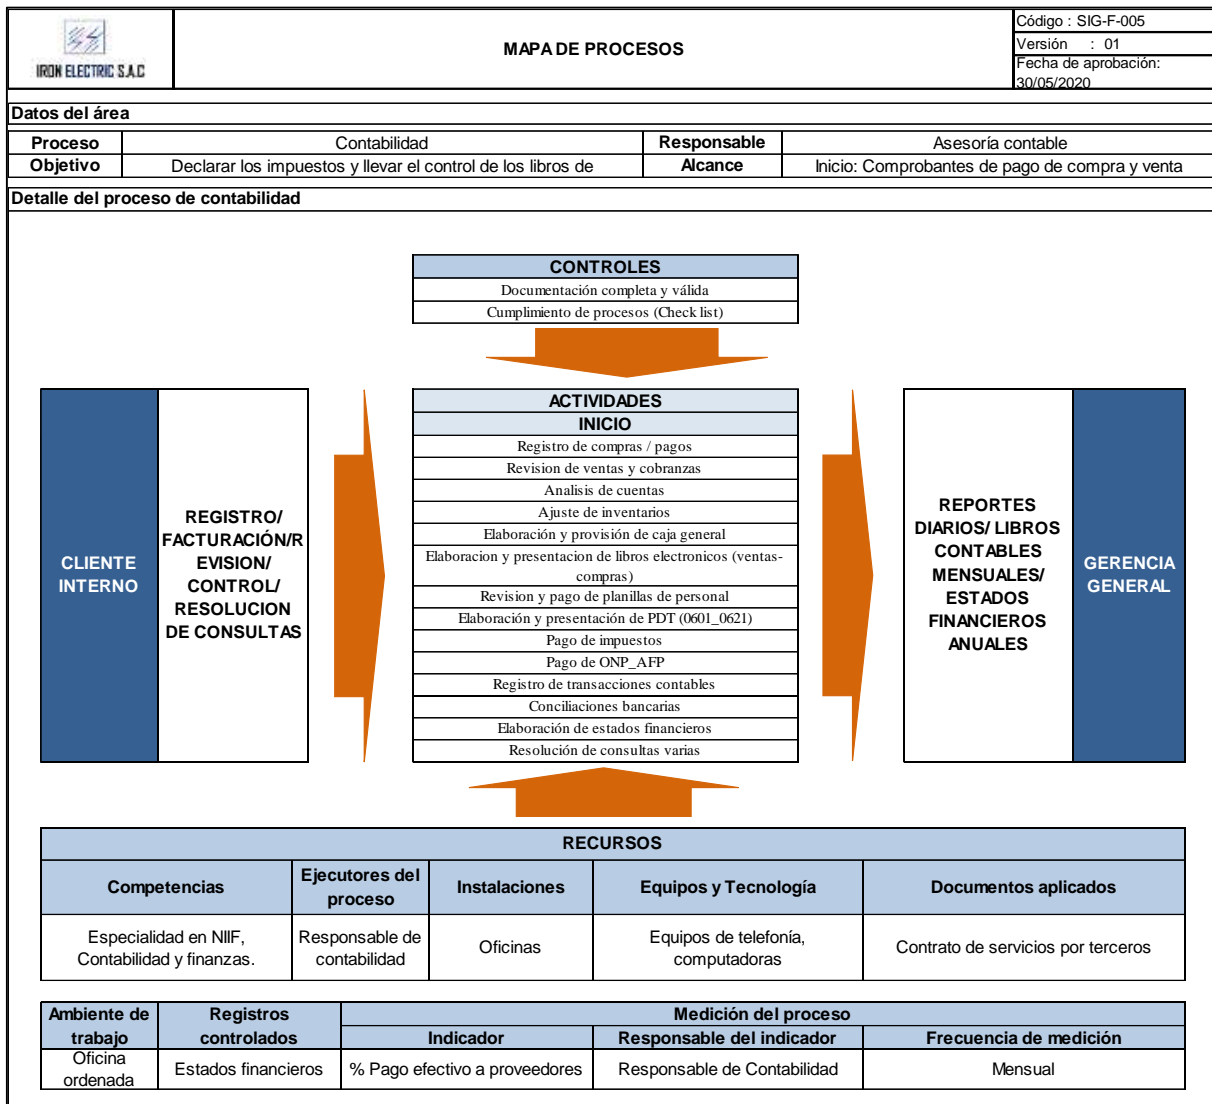 IRON ELECTRIC S.A.C
MAPA DE PROCESOS
Código : SIG-F-005
Versión : 01
Fecha de aprobación:
30/05/2020
Datos del área
Proceso
Contabilidad
Responsable
Asesoría contable
Objetivo
Declarar los impuestos y llevar el control de los libros de
Alcance
Inicio: Comprobantes de pago de compra y venta
Detalle del proceso de contabilidad
CONTROLES
Documentación completa y válida
Cumplimiento de procesos (Check list)
CLIENTE
INTERNO
REGISTRO/
FACTURACIÓN/R
EVISION/
CONTROL/
RESOLUCION
DE CONSULTAS
ACTIVIDADES
INICIO
Registro de compras / pagos
Revision de ventas y cobranzas
Analisis de cuentas
Ajuste de inventarios
Elaboración y provisión de caja general
Elaboracion y presentacion de libros electronicos (ventas-
compras)
Revision y pago de planillas de personal
Elaboración y presentación de PDT (0601_0621)
Pago de impuestos
Pago de ONP_AFP
Registro de transacciones contables
Conciliaciones bancarias
Elaboración de estados financieros
Resolución de consultas varias
REPORTES
DIARIOS/ LIBROS
CONTABLES
MENSUALES/
ESTADOS
FINANCIEROS
ANUALES
GERENCIA
GENERAL
RECURSOS
Competencias
Ejecutores del
proceso
Instalaciones
Equipos y Tecnología
Documentos aplicados
Especialidad en NIIF,
Contabilidad y finanzas.
Responsable de
contabilidad
Oficinas
Equipos de telefonía,
computadoras
Contrato de servicios por terceros
Ambiente de
trabajo
Registros
controlados
Medición del proceso
Indicador
Responsable del indicador
Frecuencia de medición
Oficina
ordenada
Estados financieros
% Pago efectivo a proveedores
Responsable de Contabilidad
Mensual